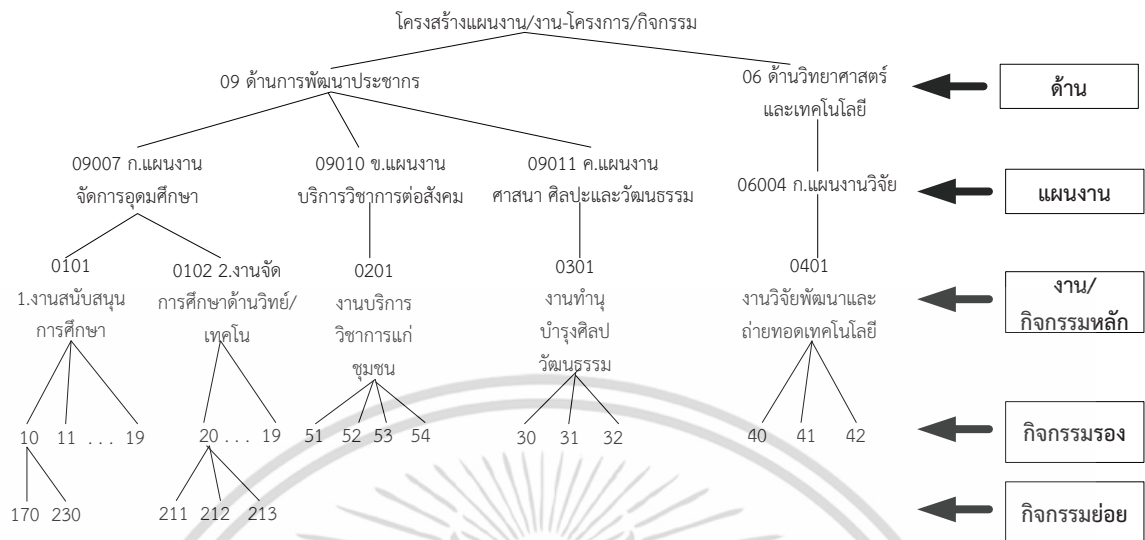 โครงสร้างแผนงาน/งาน-โครงการ/กิจกรรม
09 ด้านการพัฒนาประชากร
06 ด้านวิทยาศาสตร์
และเทคโนโลยี
ด้าน
09007 ก.แผนงาน
จัดการอุดมศึกษา
09010 ข.แผนงาน
บริการวิชาการต่อสังคม
09011 ค.แผนงาน
ศาสนา ศิลปะและวัฒนธรรม
06004 ก.แผนงานวิจัย
แผนงาน
0101
1.งานสนับสนุน
การศึกษา
0102 2.งานจัด
การศึกษาด้านวิทย์/
เทคโน
0201
งานบริการ
วิชาการแก่
ชุมชน
0301
งานทำนุ
บำรุงศิลป
วัฒนธรรม
0401
งานวิจัยพัฒนาและ
ถ่ายทอดเทคโนโลยี
งาน/
กิจกรรมหลัก
10 11 ... 19 20 ... 19 51 52 53 54 30 31 32 40 41 42
กิจกรรมรอง
170 230 211 212 213
กิจกรรมย่อย